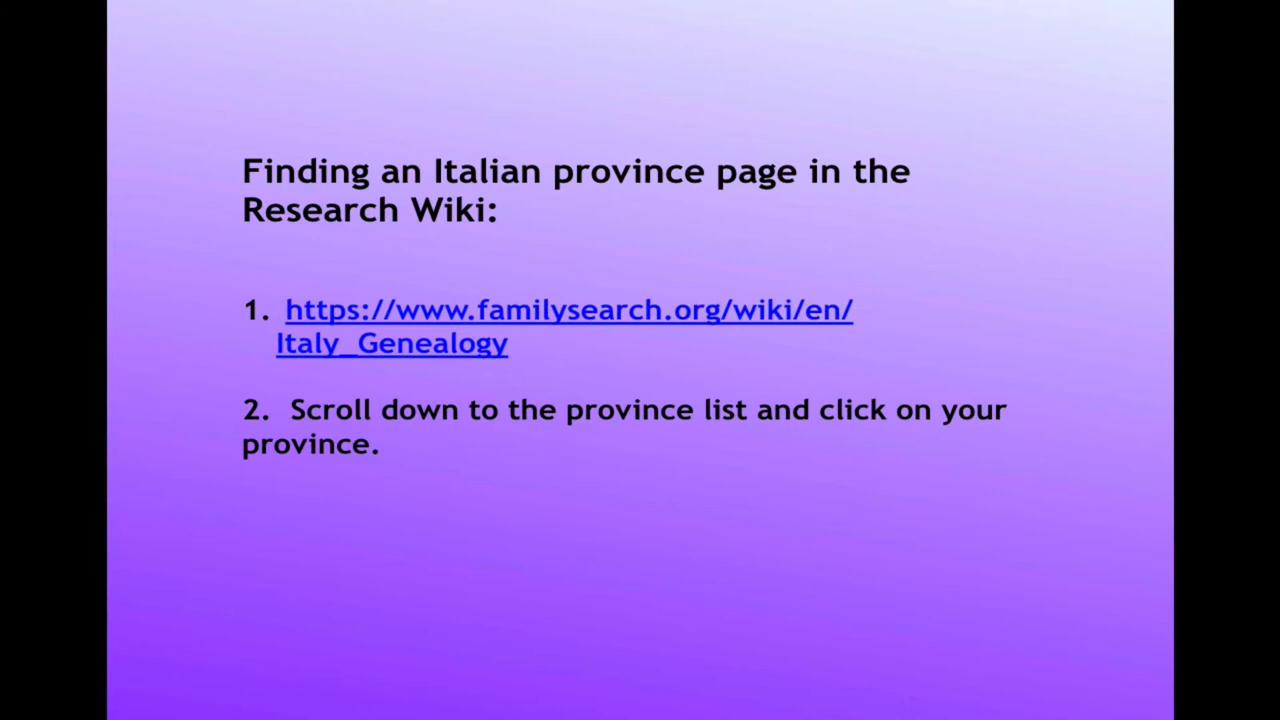 Finding an Italian province page in the
Research Wiki:
1. https://www.familysearch.org/wiki/en/
Italy_Genealogy
2. Scroll down to the province list and click on your
province.